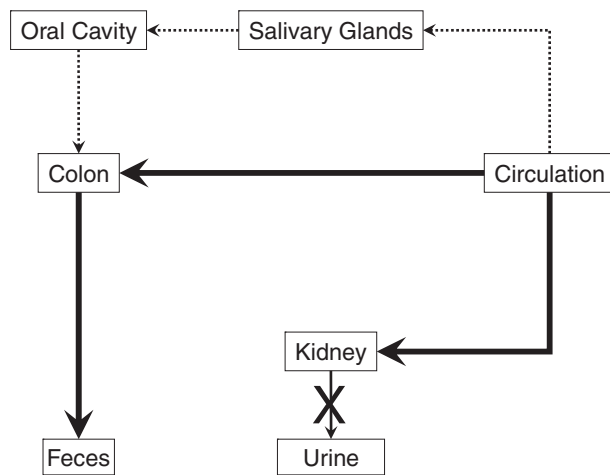 Oral Cavity
Salivary Glands
Colon
Circulation
Kidney
X
Feces
Urine